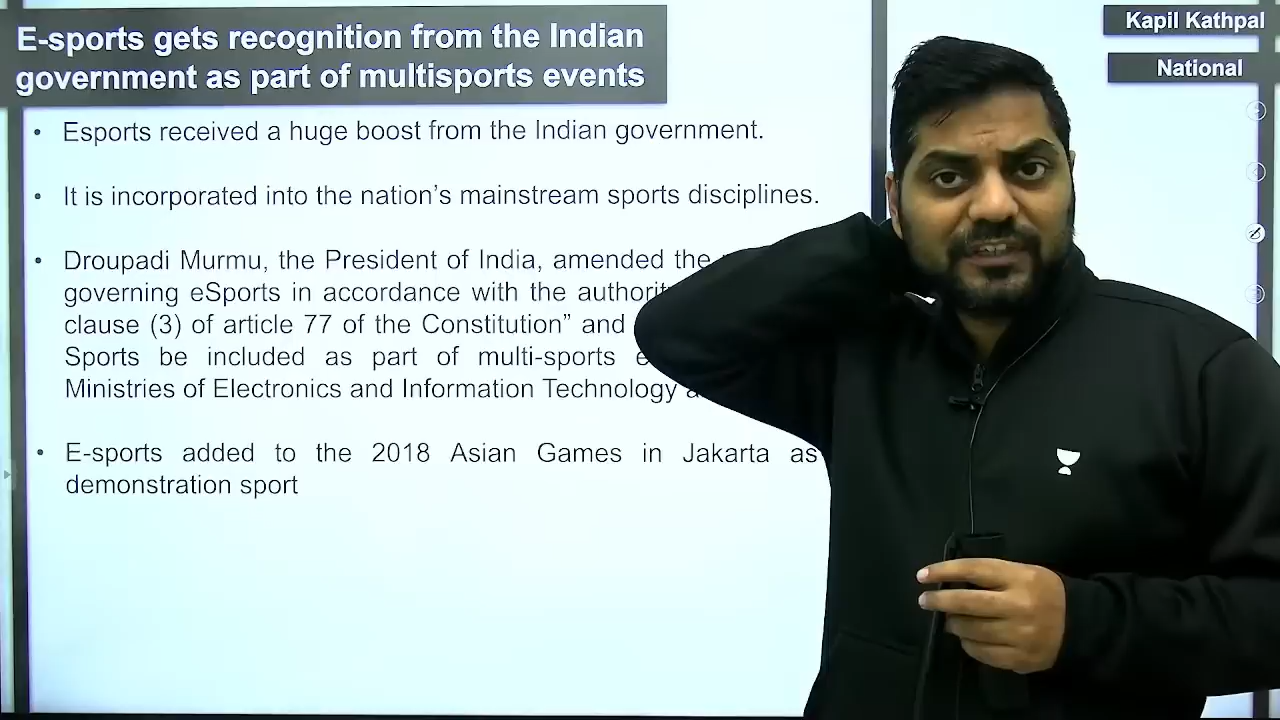 E-sports gets recognition from the Indian
government as part of multisports events
Kapil Kathpal
National
• Esports received a huge boost from the Indian government.
• It is incorporated into the nation's mainstream sports disciplines.
• Droupadi Murmu, the President of India, amended the
governing eSports in accordance with the
clause (3) of article 77 of the Constitution” and
Sports be included as part of multi-sports
Ministries of Electronics and Information Technology
• E-sports added to the 2018 Asian Games in Jakarta as
demonstration sport